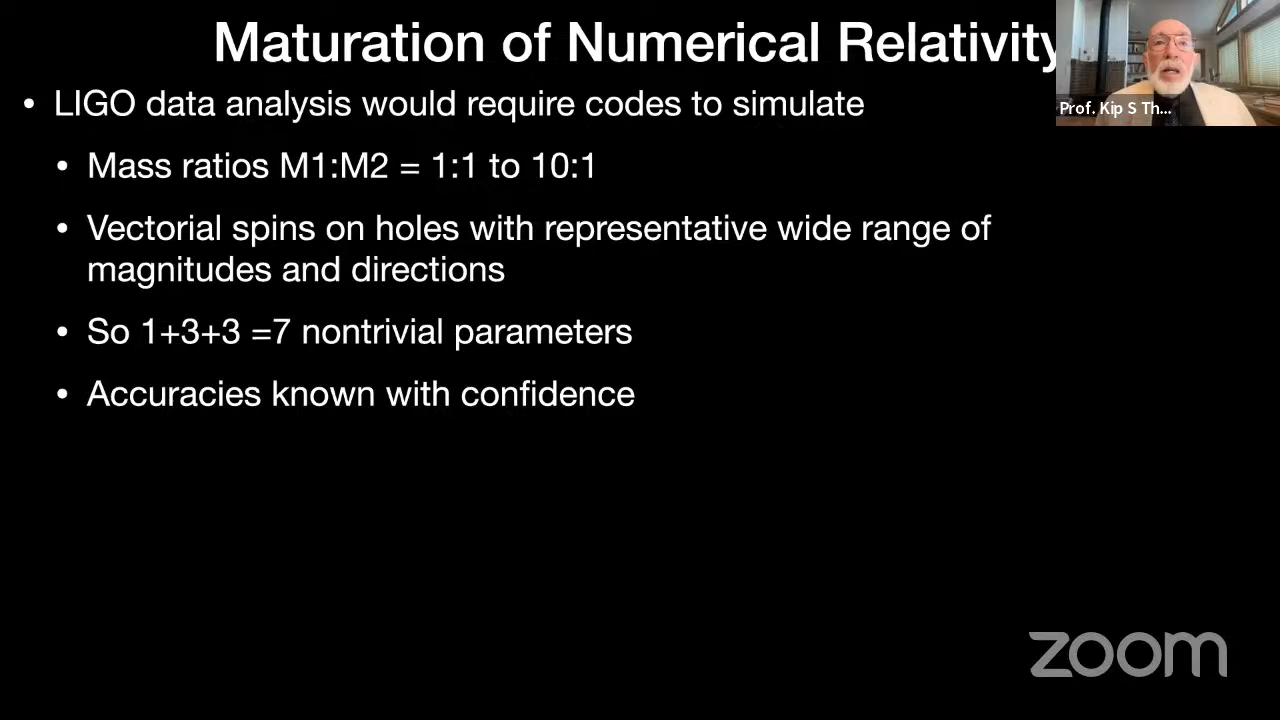 Maturation of Numerical Relativity
• LIGO data analysis would require codes to simulate
Prof. Kip S Th...
• Mass ratios M1:M2 = 1:1 to 10:1
• Vectorial spins on holes with representative wide range of
magnitudes and directions
• So 1+3+3 =7 nontrivial parameters
• Accuracies known with confidence
zoom